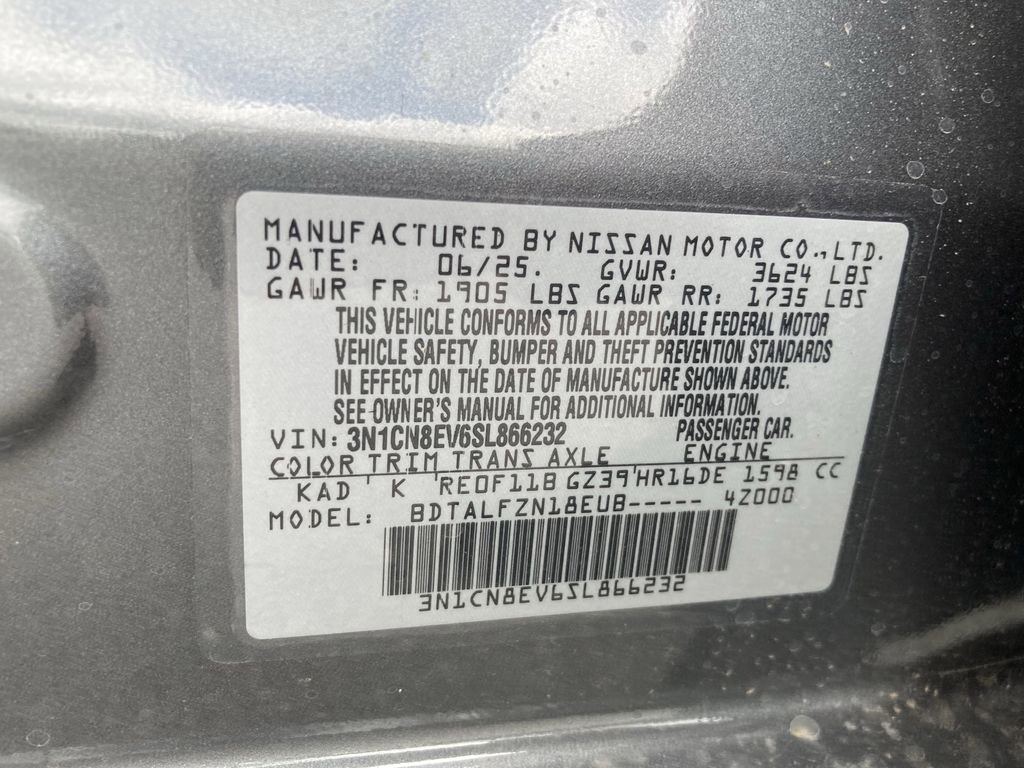 MANUFACTURED BY NISSAN MOTOR CO.,LTD.
DATE: 06/25. GVWR: 3624 LBS
GAWR FR: 1905 LBS GAWR RR: 1735 LBS
THIS VEHICLE CONFORMS TO ALL APPLICABLE FEDERAL MOTOR
VEHICLE SAFETY, BUMPER AND THEFT PREVENTION STANDARDS
IN EFFECT ON THE DATE OF MANUFACTURE SHOWN ABOVE.
SEE OWNER'S MANUAL FOR ADDITIONAL INFORMATION.
VIN: 3N1CN8EV6SL866232 PASSENGER CAR.
COLOR TRIM TRANS AXLE ENGINE
KAD ' K 'RE0F11B GZ39'HR16DE 1598 CC
MODEL: BDTALFZN18EUB----- 4Z000
3N1CN8EV6SL866232